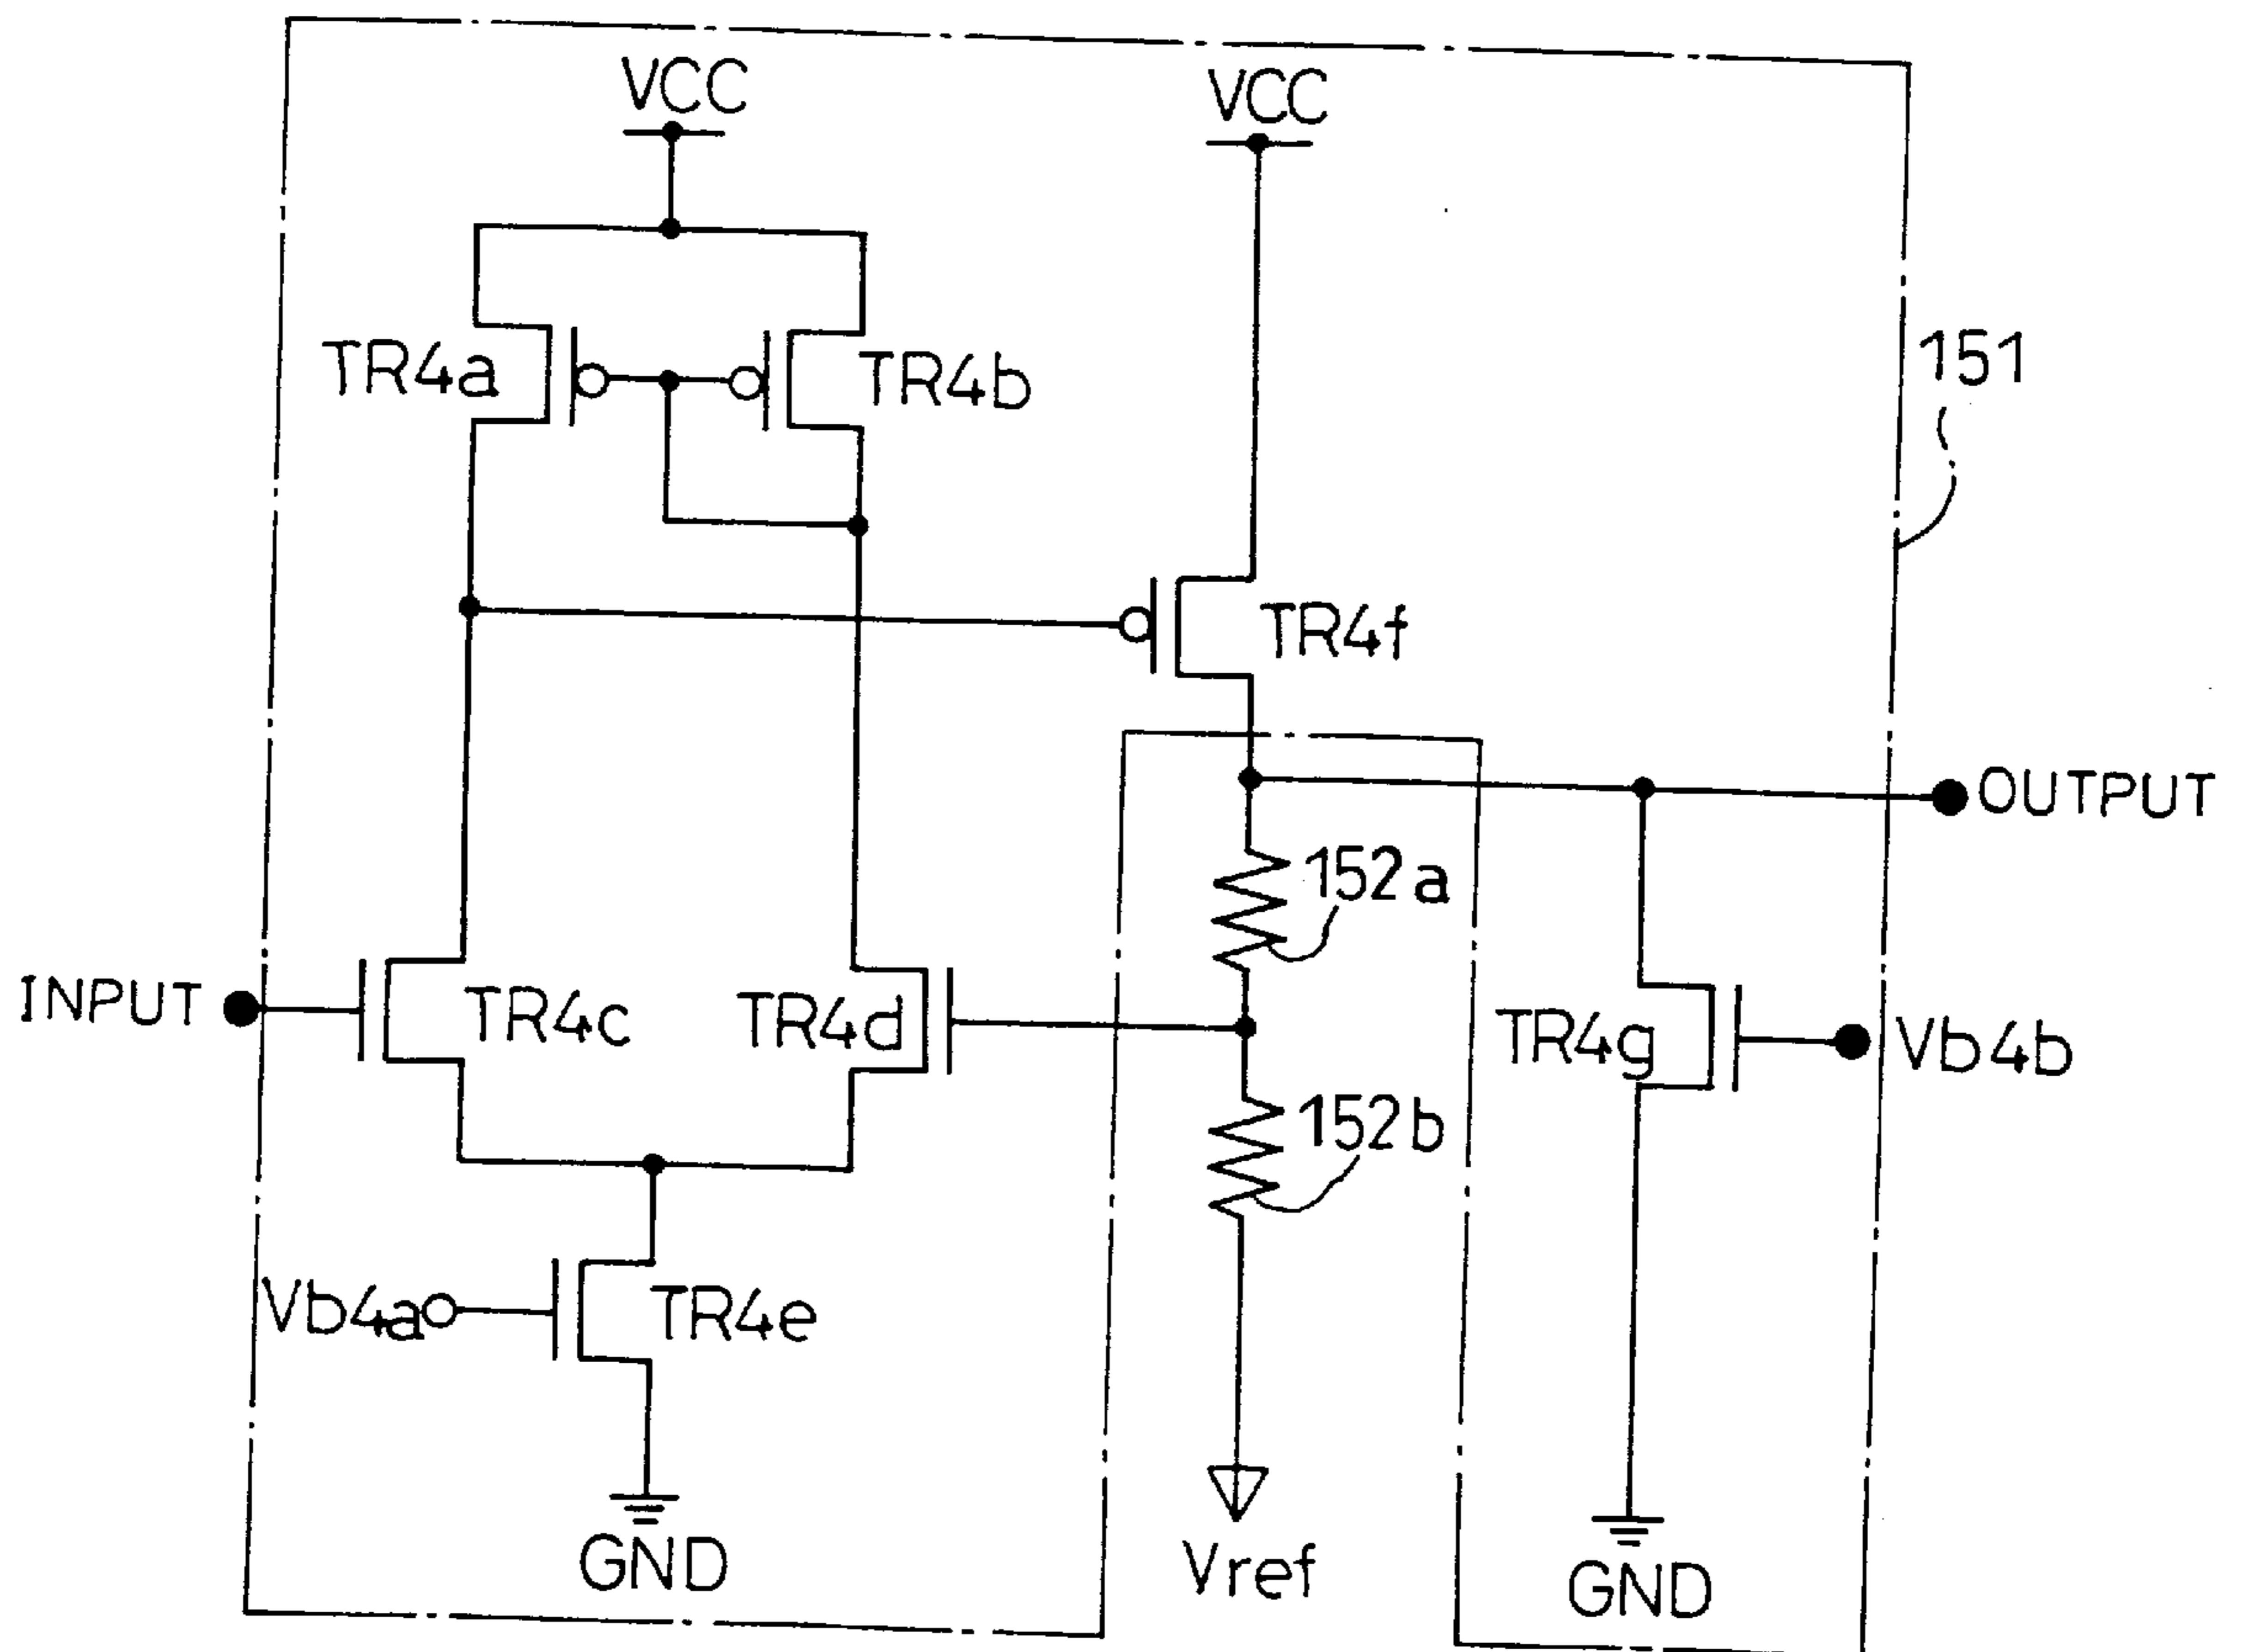 VCC
VCC
TR4a
TR4b
151
TR4f
OUTPUT
152a
INPUT
TR4c
TR4d
TR4g
Vb4b
152b
Vb4a
TR4e
GND
Vref
GND